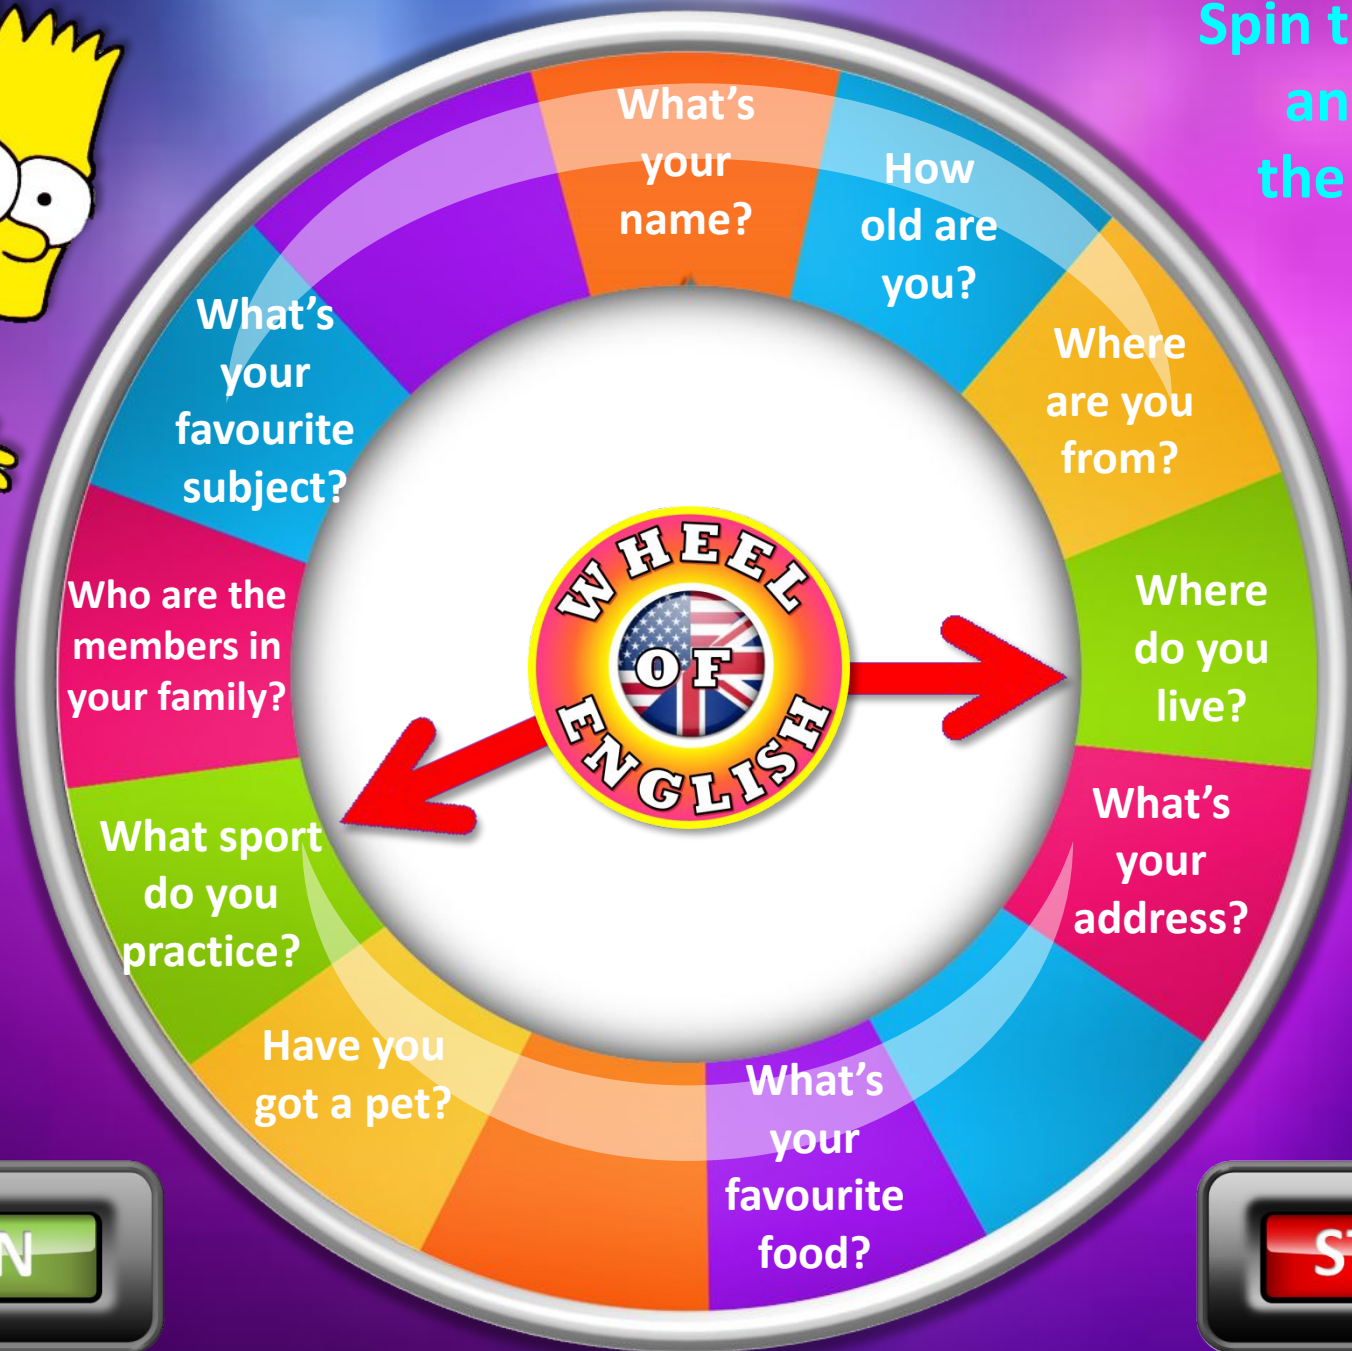 Spin t
an
the
What's
your
name?
How
old are
you?
Where
are you
from?
Where
do you
live?
What's
your
address?
What's
your
favourite
food?
Have you
got a pet?
What sport
do you
practice?
Who are the
members in
your family?
What's
your
favourite
subject?
WHEEL
OF
ENGLISH
N
ST